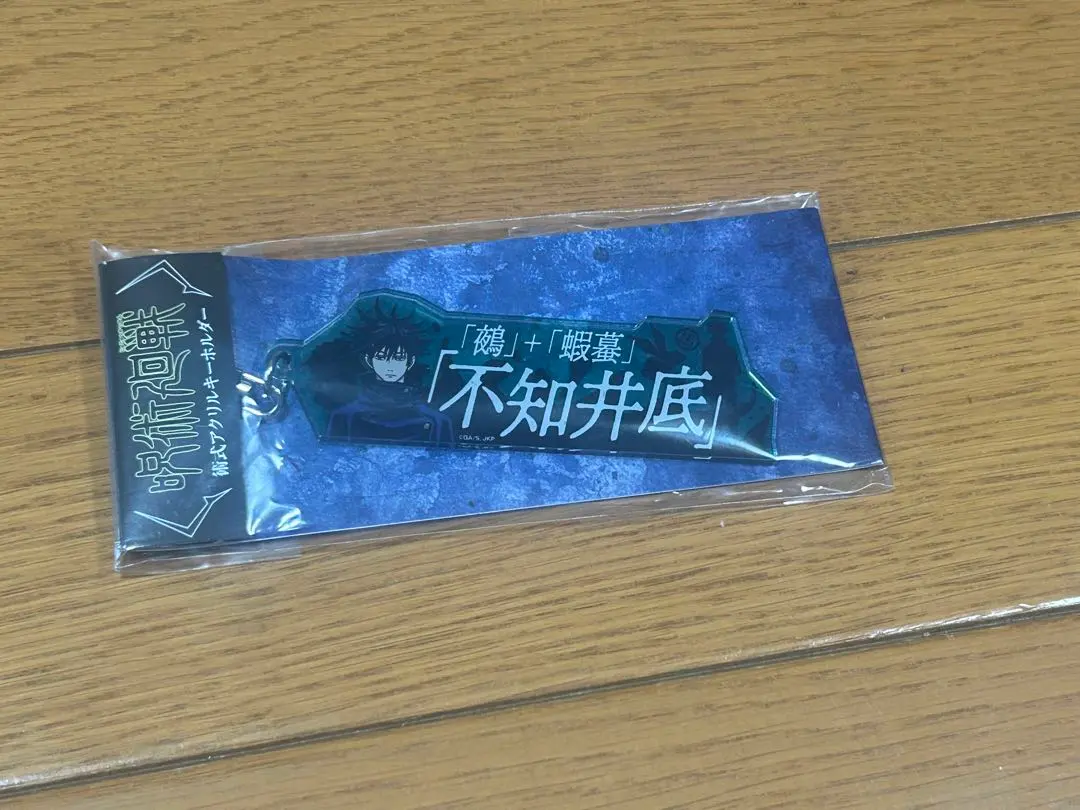 呪術廻戦
術式アクリルキーホルダー
「鵺」+「蝦蟇」
「不知井底」
©GA/S, JKP